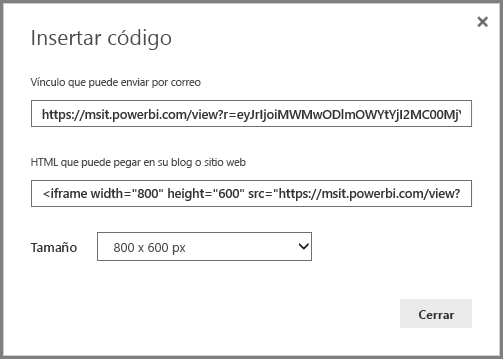 Insertar código
Vínculo que puede enviar por correo
https://msit.powerbi.com/view?r=eyJrIjoiMWMwODlmOWYtYjI2MC00Mj
HTML que puede pegar en su blog o sitio web
<iframe width="800" height="600" src="https://msit.powerbi.com/view?
Tamaño
800 x 600 px
Cerrar